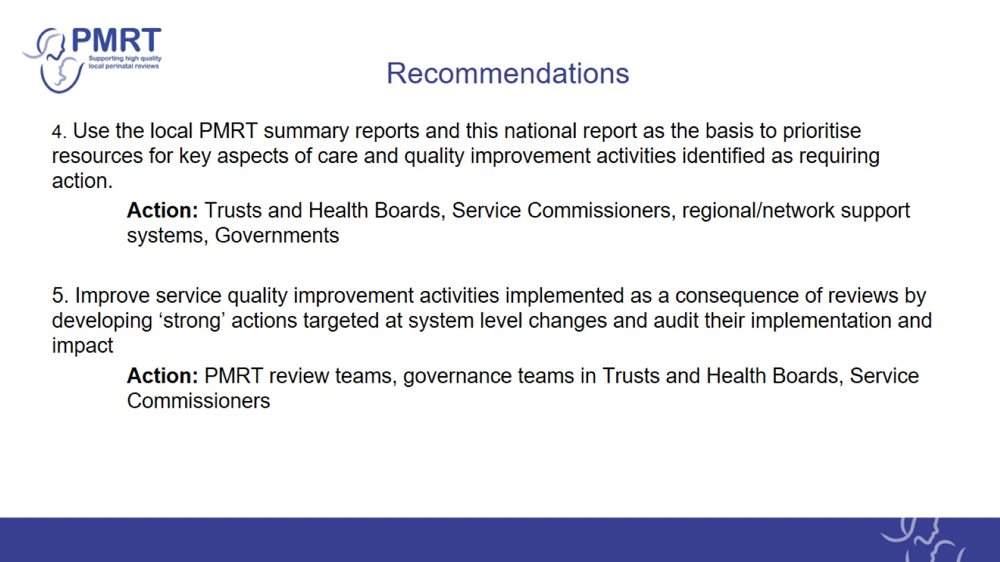 PMRT
Supporting high quality
local perinatal reviews
Recommendations
4. Use the local PMRT summary reports and this national report as the basis to prioritise
resources for key aspects of care and quality improvement activities identified as requiring
action.
Action: Trusts and Health Boards, Service Commissioners, regional/network support
systems, Governments
5. Improve service quality improvement activities implemented as a consequence of reviews by
developing ‘strong’ actions targeted at system level changes and audit their implementation and
impact
Action: PMRT review teams, governance teams in Trusts and Health Boards, Service
Commissioners